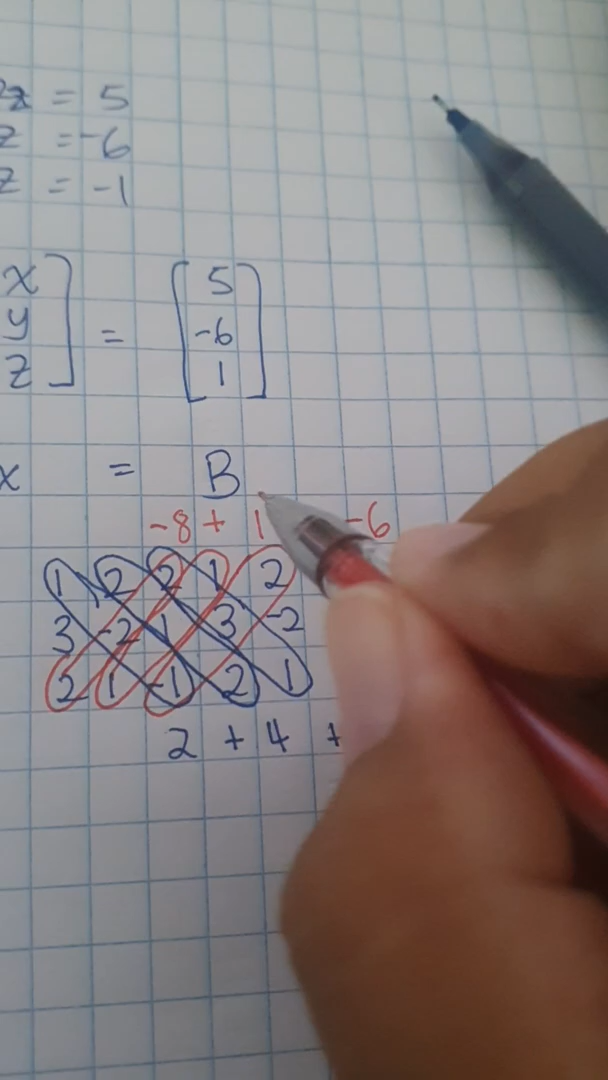 2z = 5
z = -6
z = -1
x
y = 5
z -6
1
x = B
-8 + 1 -6
1 2 2 1 2
3 -2 1 3 -2
2 1 -1 2 1
2 + 4 +